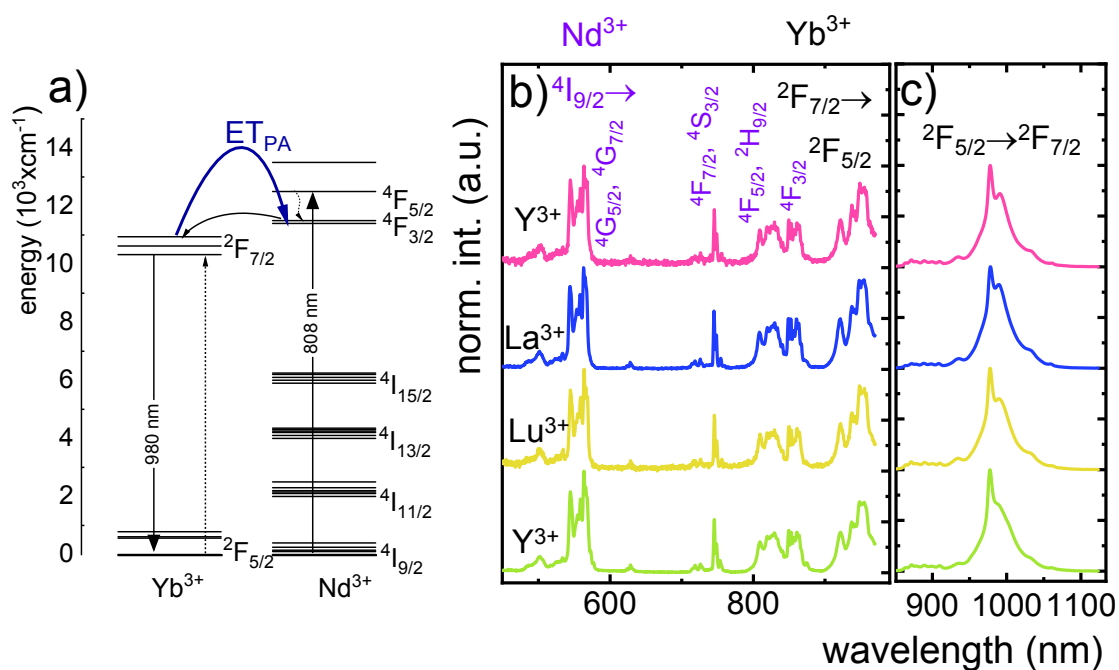 Nd³⁺ Yb³⁺
a)
ET_PA
energy (10³xcm⁻¹)
14
12
10
8
6
4
2
0
⁴F₅/₂
⁴F₃/₂
²F₇/₂
808 nm
980 nm
⁴I₁₅/₂
⁴I₁₃/₂
⁴I₁₁/₂
²F₅/₂
⁴I₉/₂
Yb³⁺
Nd³⁺
b)
⁴I₉/₂→
²F₇/₂→
²F₅/₂
⁴G₅/₂, ⁴G₇/₂
⁴F₇/₂, ⁴S₃/₂
⁴F₅/₂, ²H₉/₂
⁴F₃/₂
norm. int. (a.u.)
Y³⁺
La³⁺
Lu³⁺
Y³⁺
600 800
c)
²F₅/₂→²F₇/₂
900 1000 1100
wavelength (nm)